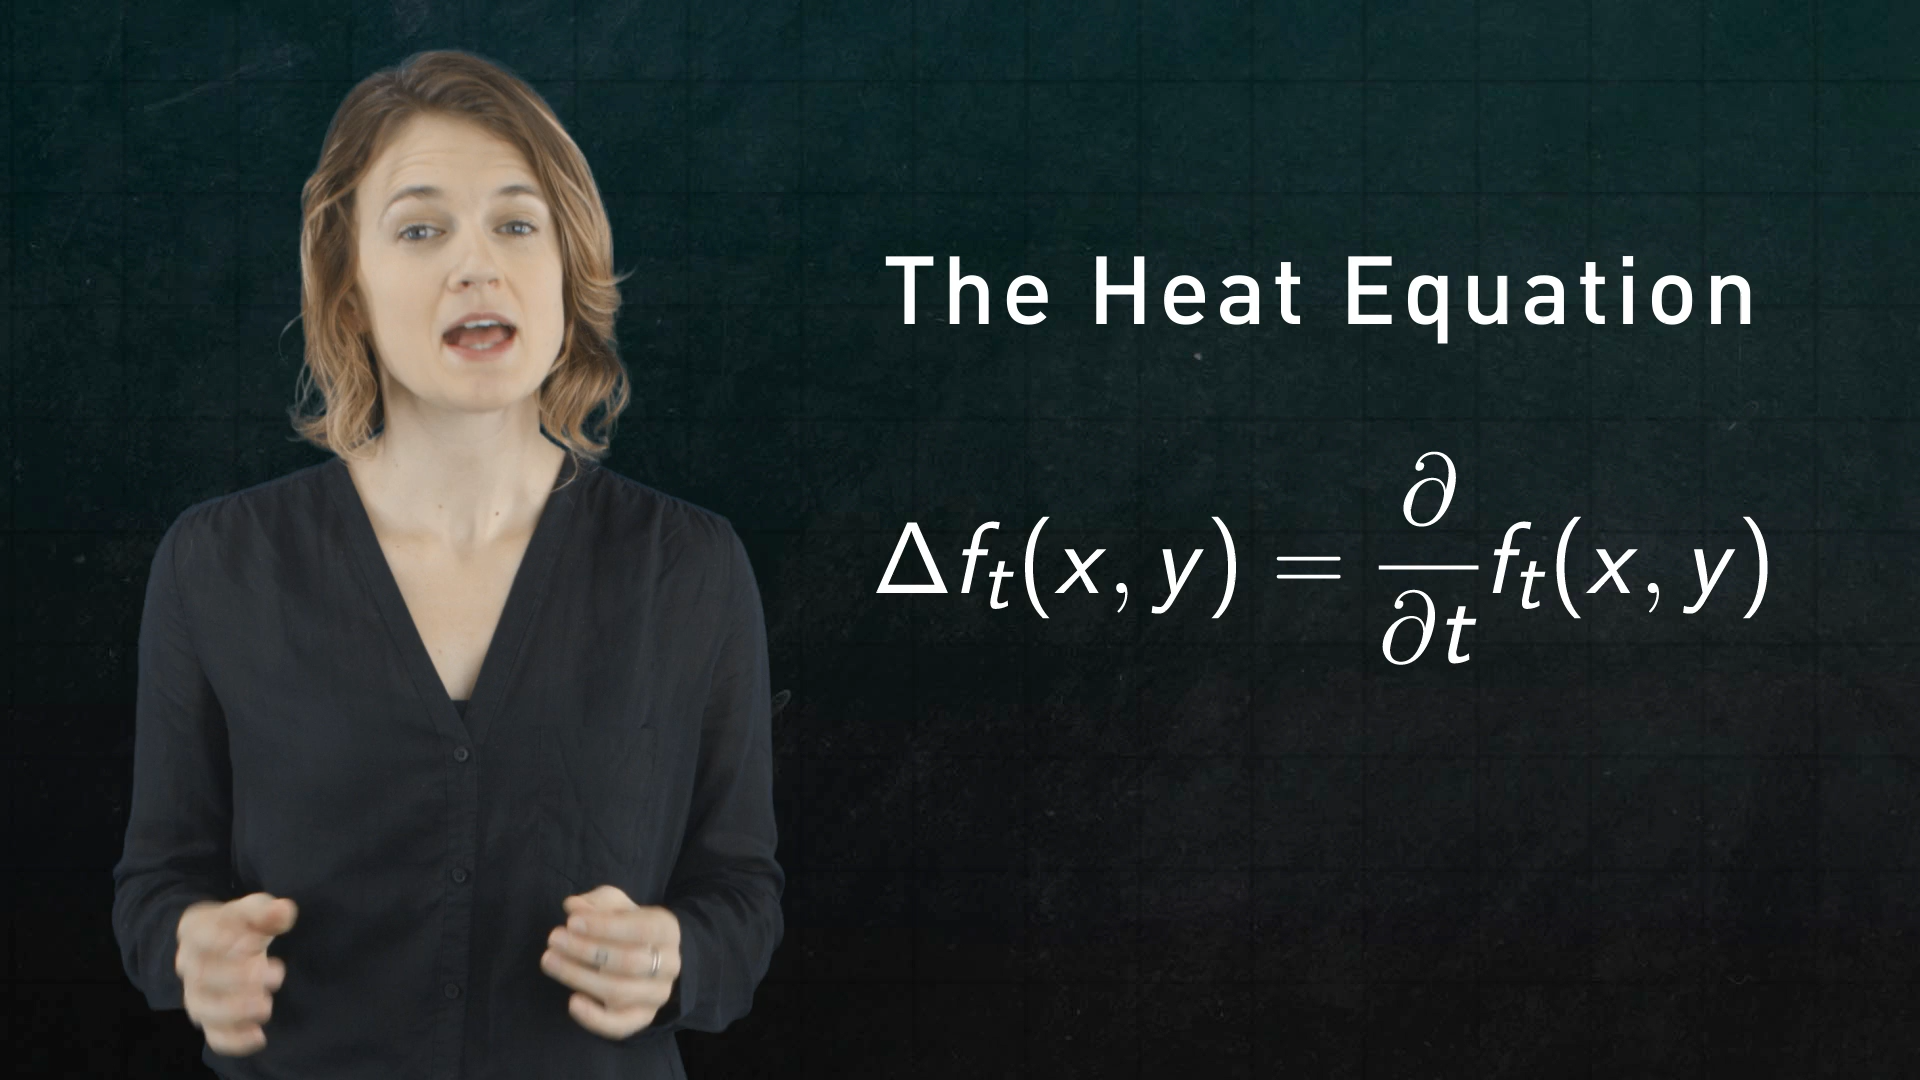 The Heat Equation
Δf_t(x, y) = ∂/∂t f_t(x, y)